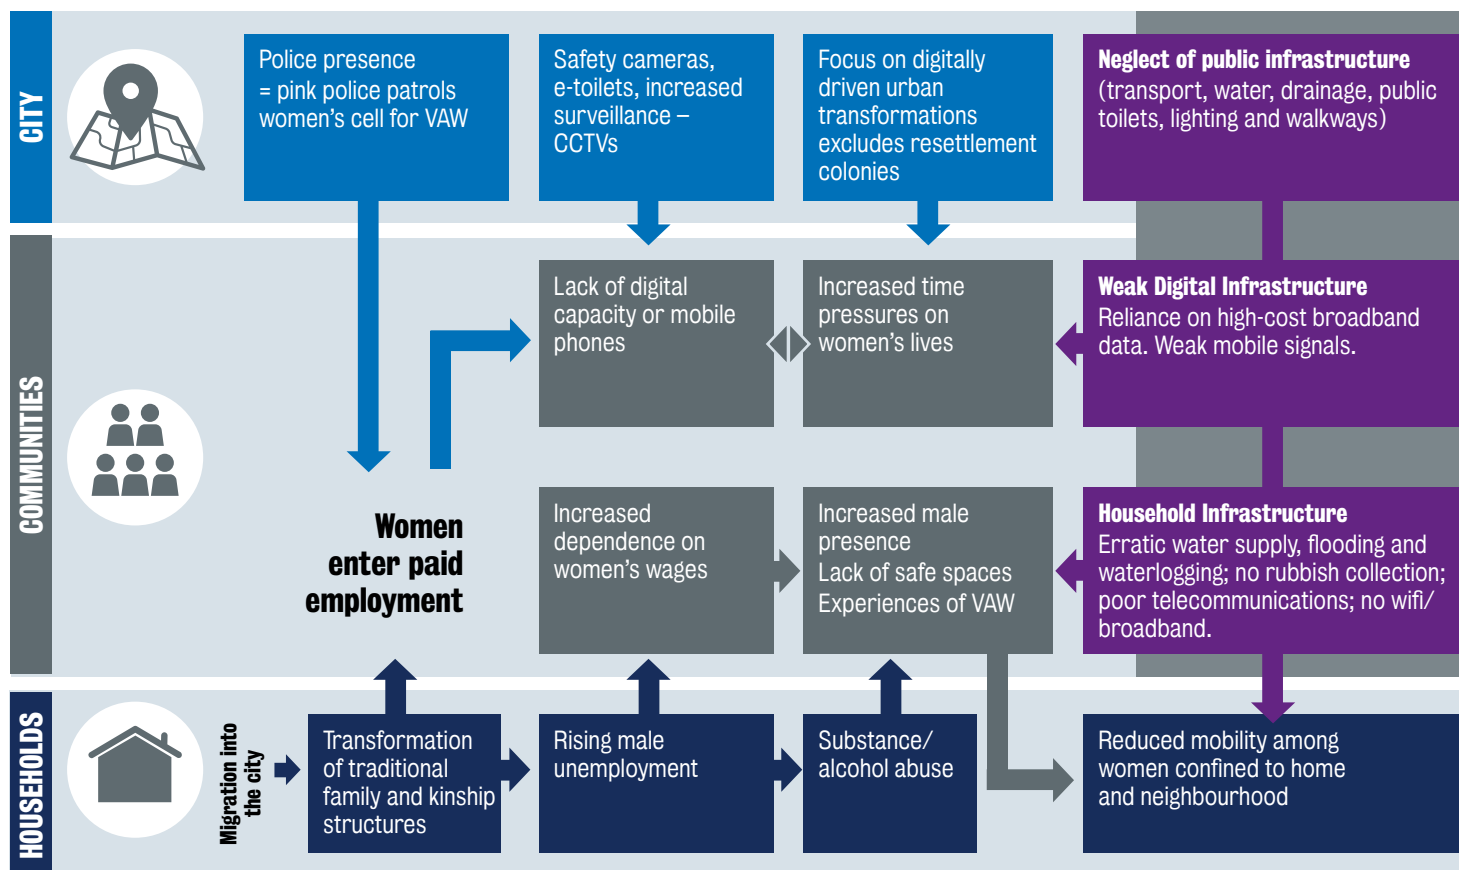 CITY
Police presence
= pink police patrols
women's cell for VAW
Safety cameras,
e-toilets, increased
surveillance –
CCTVs
Focus on digitally
driven urban
transformations
excludes resettlement
colonies
Neglect of public infrastructure
(transport, water, drainage, public
toilets, lighting and walkways)
COMMUNITIES
Lack of digital
capacity or mobile
phones
Increased time
pressures on
women's lives
Weak Digital Infrastructure
Reliance on high-cost broadband
data. Weak mobile signals.
Women
enter paid
employment
Increased
dependence on
women's wages
Increased male
presence
Lack of safe spaces
Experiences of VAW
Household Infrastructure
Erratic water supply, flooding and
waterlogging; no rubbish collection;
poor telecommunications; no wifi/
broadband.
HOUSEHOLDS
Migration into
the city
Transformation
of traditional
family and kinship
structures
Rising male
unemployment
Substance/
alcohol abuse
Reduced mobility among
women confined to home
and neighbourhood